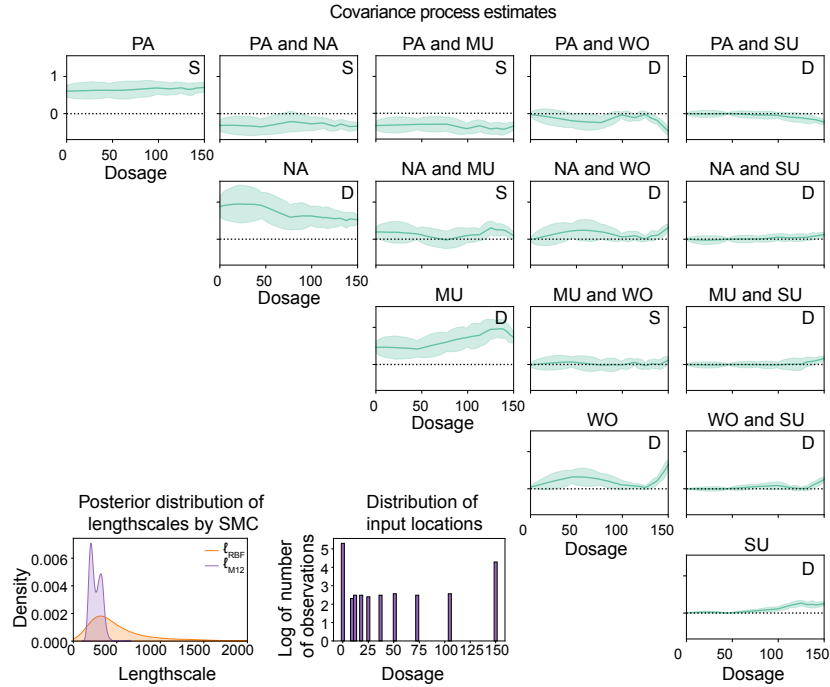 Covariance process estimates
PA
PA and NA
PA and MU
PA and WO
PA and SU
S
S
S
D
D
1
0
0 50 100 150
Dosage
NA
NA and MU
NA and WO
NA and SU
D
S
D
D
0 50 100 150
Dosage
MU
MU and WO
MU and SU
D
S
D
0 50 100 150
Dosage
WO
WO and SU
D
D
0 50 100 150
Dosage
SU
D
0 50 100 150
Dosage
Posterior distribution of
lengthscales by SMC
ℓRBF
ℓM12
Density
0.006
0.004
0.002
0.000
0 500 1000 1500 2000
Lengthscale
Distribution of
input locations
Log of number
of observations
5
4
3
2
1
0
0 25 50 75 100 125 150
Dosage